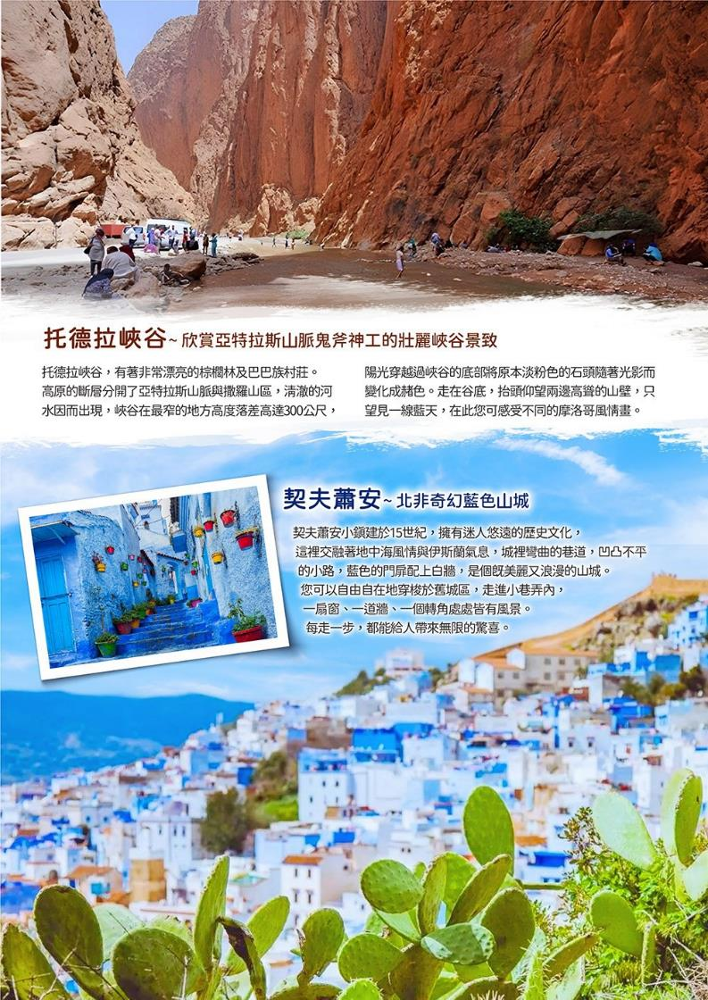 托德拉峽谷~ 欣賞亞特拉斯山脈鬼斧神工的壯麗峽谷景致
托德拉峽谷，有著非常漂亮的棕櫚林及巴巴族村莊。
高原的斷層分開了亞特拉斯山脈與撒羅山區，清澈的河
水因而出現，峽谷在最窄的地方高度落差高達300公尺，
陽光穿越過峽谷的底部將原本淡粉色的石頭隨著光影而
變化成赭色。走在谷底，抬頭仰望兩邊高聳的山壁，只
望見一線藍天，在此您可感受不同的摩洛哥風情畫。
契夫蕭安~ 北非奇幻藍色山城
契夫蕭安小鎮建於15世紀，擁有迷人悠遠的歷史文化，
這裡交融著地中海風情與伊斯蘭氣息，城裡彎曲的巷道，凹凸不平
的小路，藍色的門扉配上白牆，是個既美麗又浪漫的山城。
您可以自由自在地穿梭於舊城區，走進小巷弄內，
一扇窗、一道牆、一個轉角處處皆有風景。
每走一步，都能給人帶來無限的驚喜。